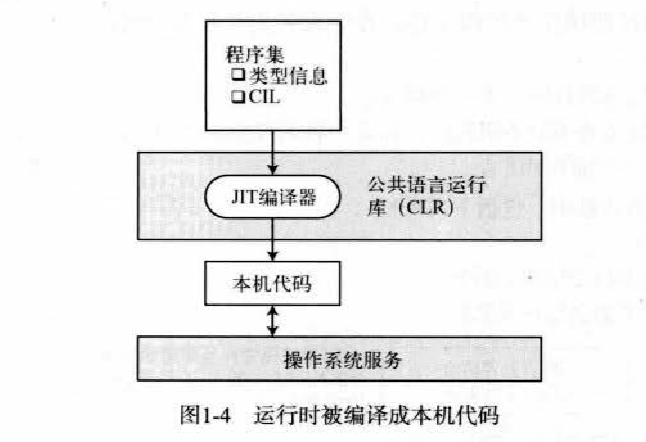 程序集
❑类型信息
❑CIL
JIT编译器
公共语言运行
库（CLR）
本机代码
操作系统服务
图1-4 运行时被编译成本机代码